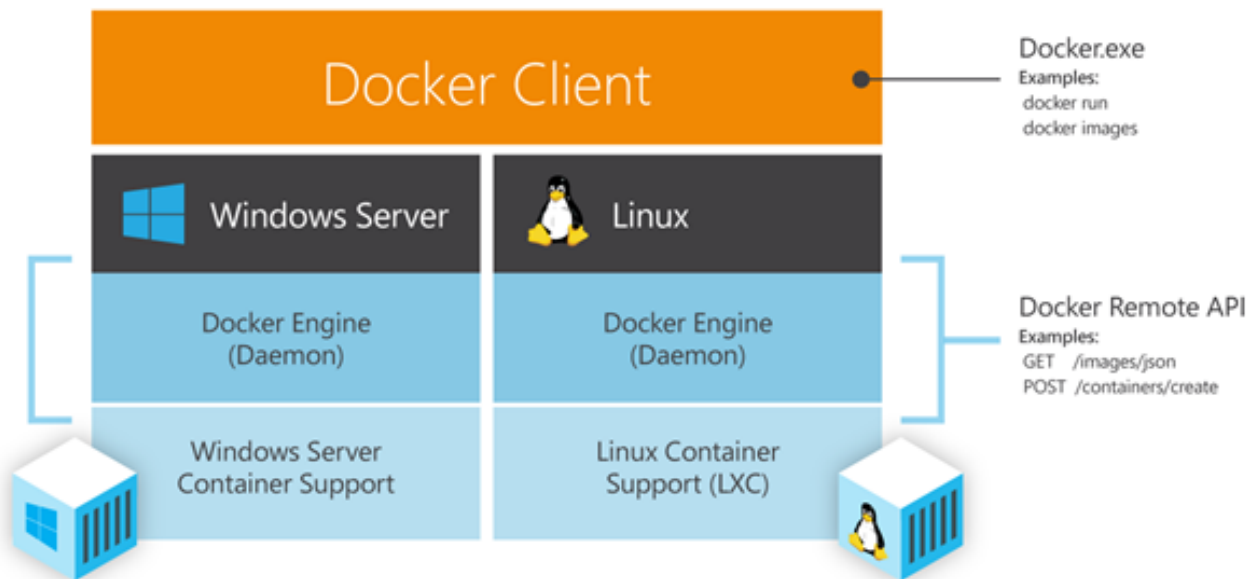 Docker Client
Docker.exe
Examples:
docker run
docker images
Windows Server
Linux
Docker Engine
(Daemon)
Docker Engine
(Daemon)
Docker Remote API
Examples:
GET /images/json
POST /containers/create
Windows Server
Container Support
Linux Container
Support (LXC)